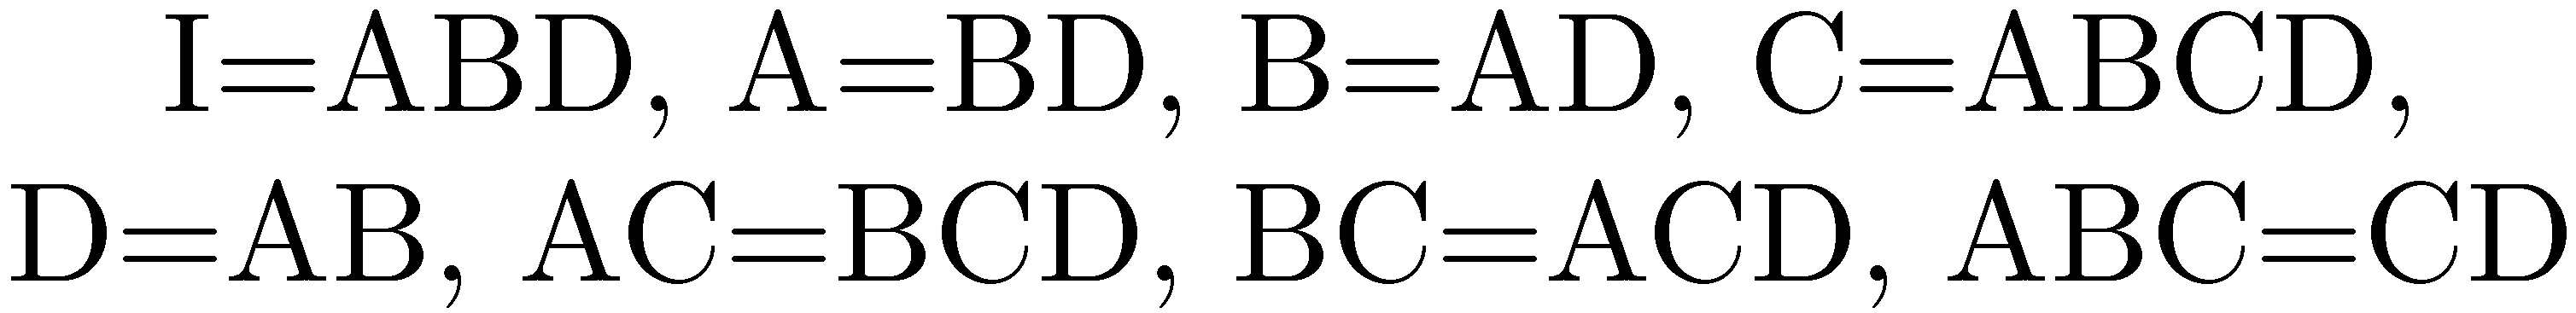 I=ABD, A=BD, B=AD, C=ABCD,
D=AB, AC=BCD, BC=ACD, ABC=CD